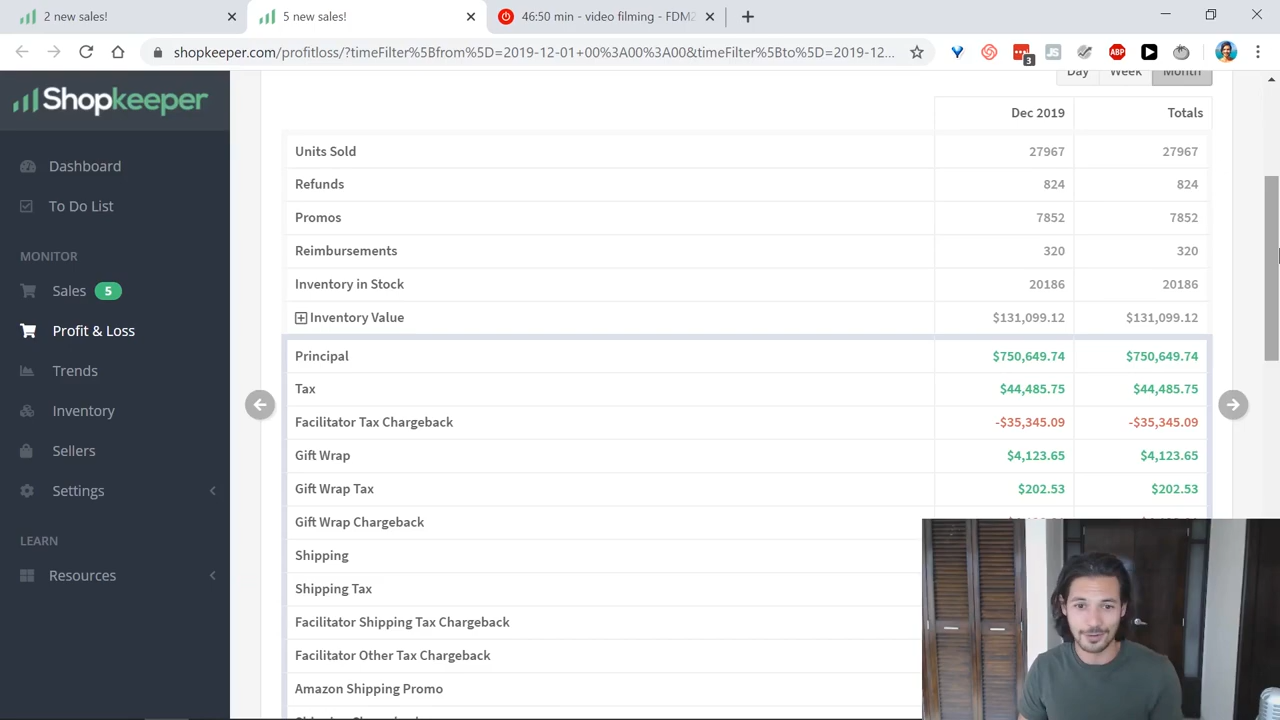 2 new sales!
5 new sales!
46:50 min - video filming - FDM2
shopkeeper.com/profitloss/?timeFilter%5Bfrom%5D=2019-12-01+00%3A00%3A00&timeFilter%5Bto%5D=2019-12...
3
JS
ABP
Shopkeeper
Day Week Month
Dec 2019 Totals
Dashboard
To Do List
MONITOR
Sales 5
Profit & Loss
Trends
Inventory
Sellers
Settings
LEARN
Resources
Units Sold 27967 27967
Refunds 824 824
Promos 7852 7852
Reimbursements 320 320
Inventory in Stock 20186 20186
Inventory Value $131,099.12 $131,099.12
Principal $750,649.74 $750,649.74
Tax $44,485.75 $44,485.75
Facilitator Tax Chargeback -$35,345.09 -$35,345.09
Gift Wrap $4,123.65 $4,123.65
Gift Wrap Tax $202.53 $202.53
Gift Wrap Chargeback
Shipping
Shipping Tax
Facilitator Shipping Tax Chargeback
Facilitator Other Tax Chargeback
Amazon Shipping Promo